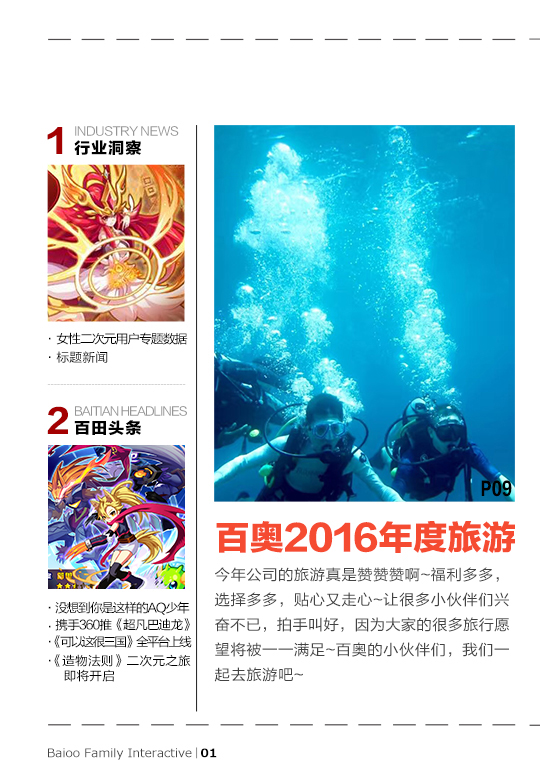 1 INDUSTRY NEWS
行业洞察
· 女性二次元用户专题数据
· 标题新闻
2 BAITIAN HEADLINES
百田头条
· 没想到你是这样的AQ少年
· 携手360推《超凡巴迪龙》
·《可以这很三国》全平台上线
·《造物法则》二次元之旅
即将开启
P09
百奥2016年度旅游
今年公司的旅游真是赞赞赞啊~福利多多，
选择多多，贴心又走心~让很多小伙伴们兴
奋不已，拍手叫好，因为大家的很多旅行愿
望将被一一满足~百奥的小伙伴们，我们一
起去旅游吧~
Baioo Family Interactive | 01